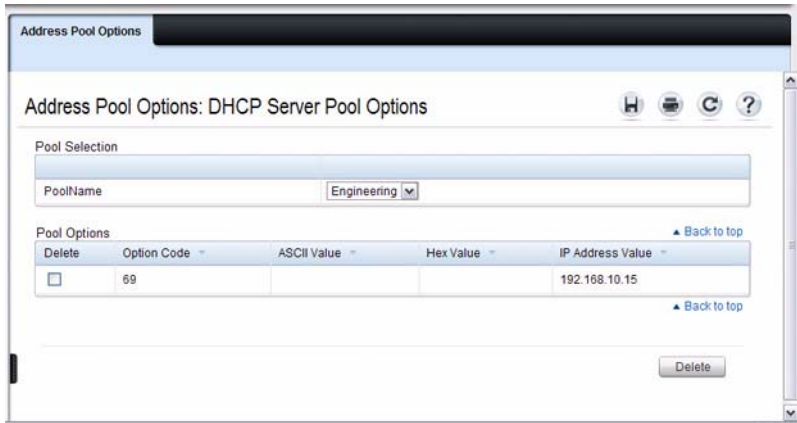 Address Pool Options
Address Pool Options: DHCP Server Pool Options
Pool Selection
PoolName Engineering
Pool Options Back to top
Delete Option Code ASCII Value Hex Value IP Address Value
69 192.168.10.15
Back to top
Delete